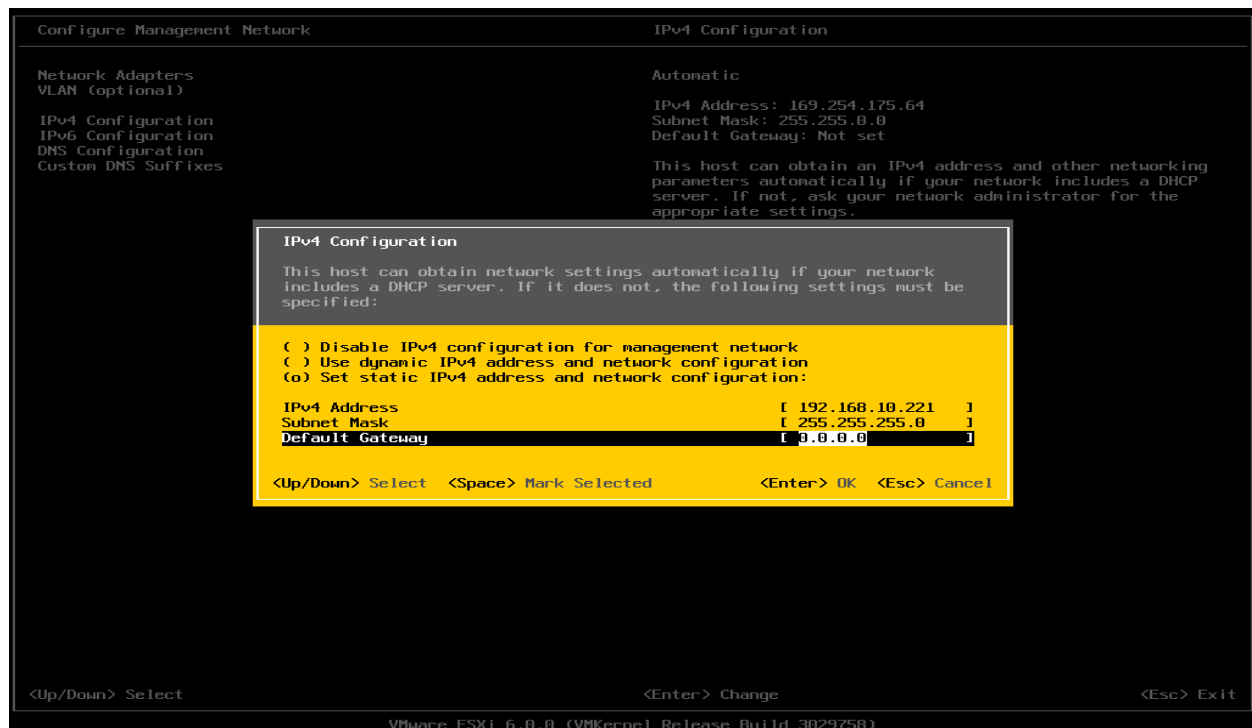 Configure Management Network
IPv4 Configuration
Network Adapters
VLAN (optional)
IPv4 Configuration
IPv6 Configuration
DNS Configuration
Custom DNS Suffixes
Automatic
IPv4 Address: 169.254.175.64
Subnet Mask: 255.255.0.0
Default Gateway: Not set
This host can obtain an IPv4 address and other networking
parameters automatically if your network includes a DHCP
server. If not, ask your network administrator for the
appropriate settings.
IPv4 Configuration
This host can obtain network settings automatically if your network
includes a DHCP server. If it does not, the following settings must be
specified:
( ) Disable IPv4 configuration for management network
( ) Use dynamic IPv4 address and network configuration
(o) Set static IPv4 address and network configuration:
IPv4 Address [ 192.168.10.221 ]
Subnet Mask [ 255.255.255.0 ]
Default Gateway [ 0.0.0.0 ]
<Up/Down> Select <Space> Mark Selected <Enter> OK <Esc> Cancel
<Up/Down> Select <Enter> Change <Esc> Exit
VMware ESXi 6.0.0 (VMKernel Release Build 3029758)